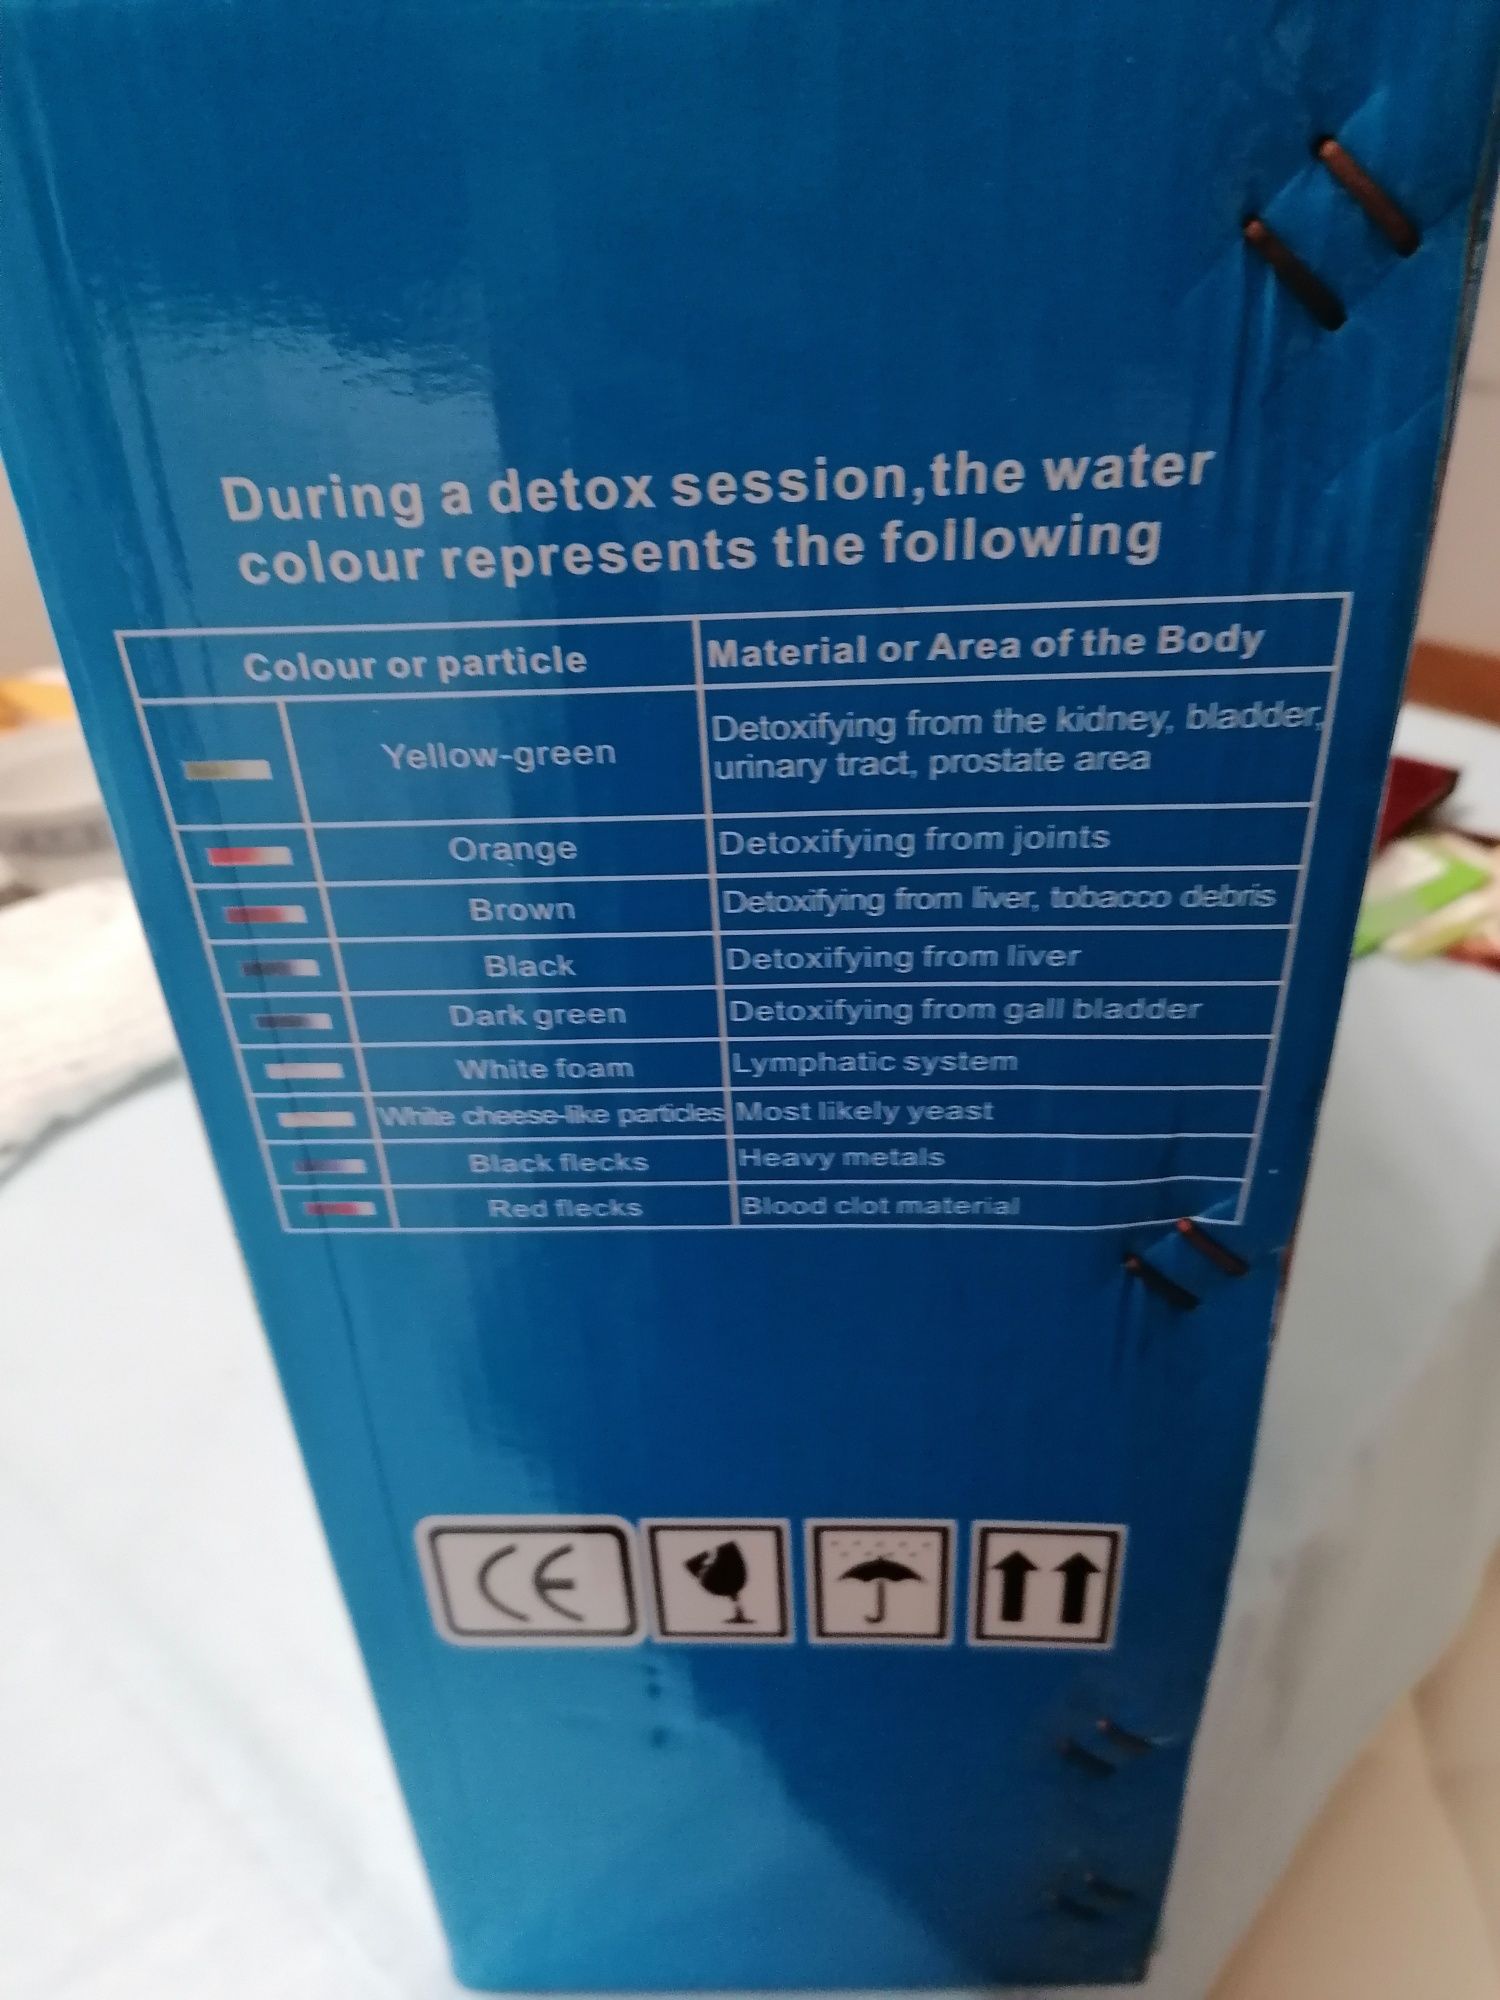 During a detox session,the water
colour represents the following
Colour or particle Material or Area of the Body
Yellow-green Detoxifying from the kidney, bladder,
urinary tract, prostate area
Orange Detoxifying from joints
Brown Detoxifying from liver, tobacco debris
Black Detoxifying from liver
Dark green Detoxifying from gall bladder
White foam Lymphatic system
White cheese-like particles Most likely yeast
Black flecks Heavy metals
Red flecks Blood clot material
CE